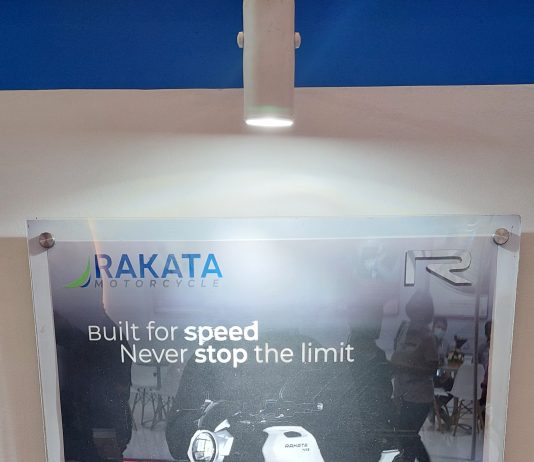 RAKATA
MOTORCYCLE
R
Built for speed
Never stop the limit
RAKATA